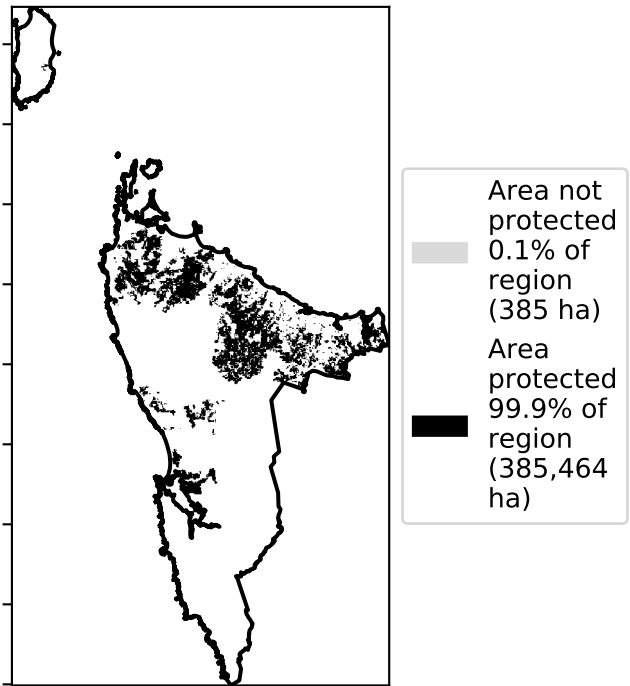 Area not
protected
0.1% of
region
(385 ha)
Area
protected
99.9% of
region
(385,464
ha)